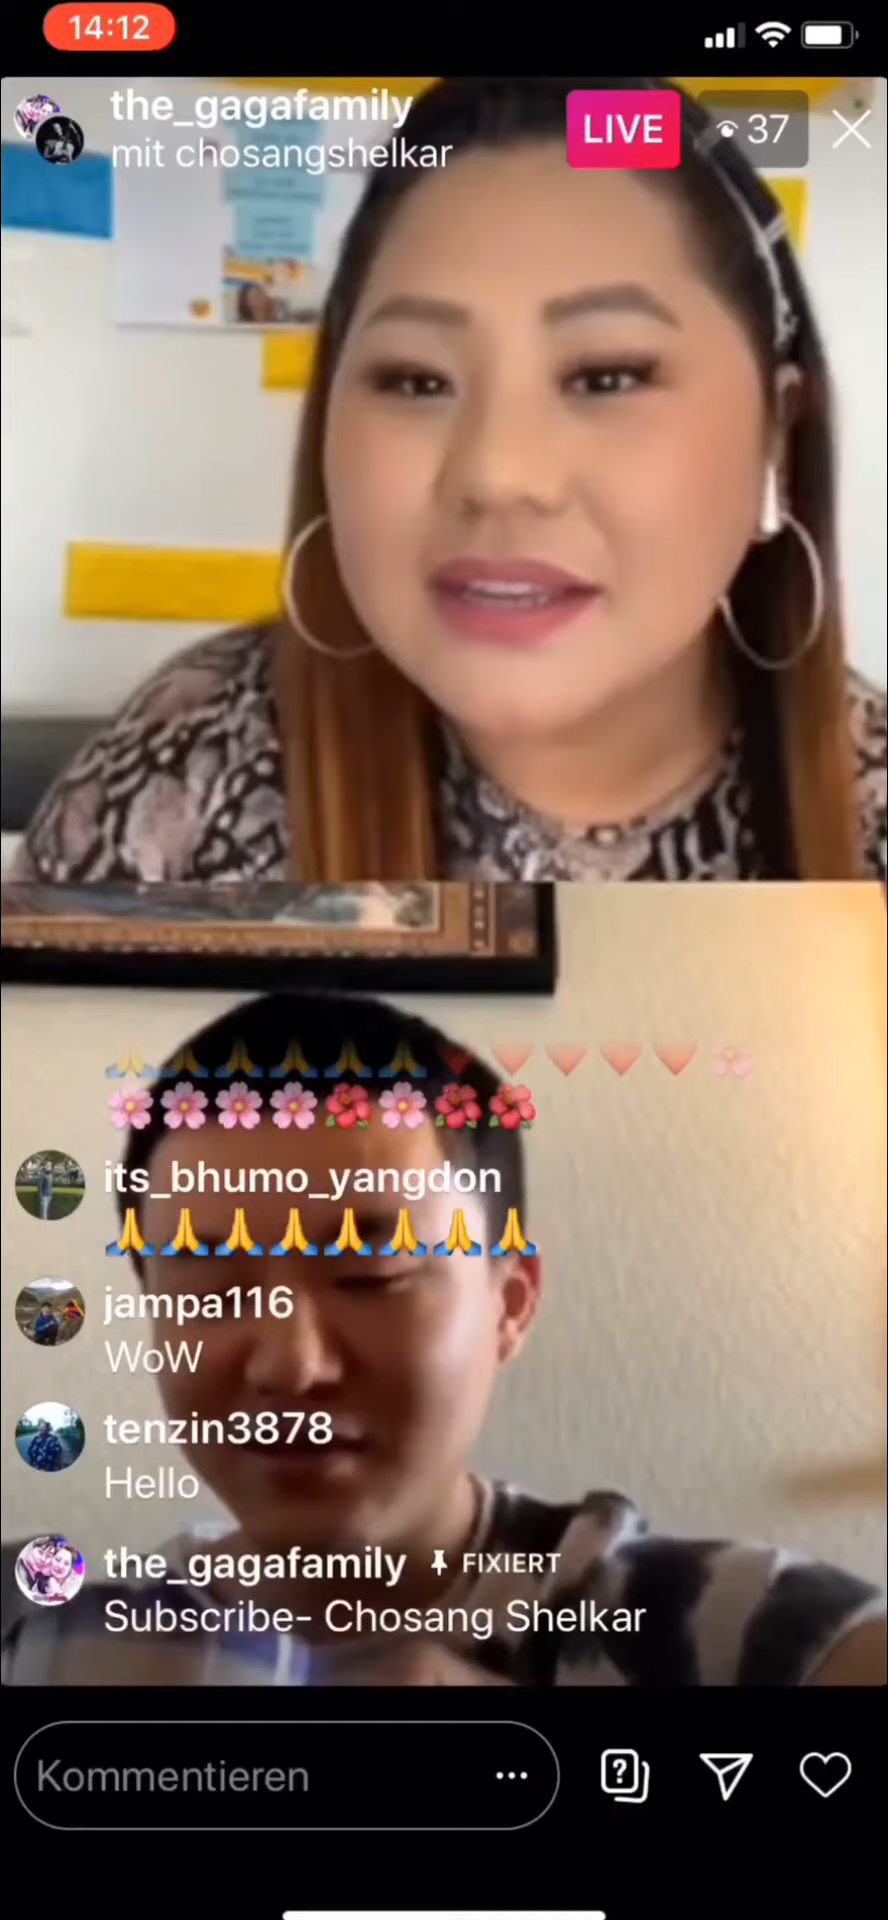 14:12
the_gagafamily
mit chosangshelkar
LIVE
37
its_bhumo_yangdon
jampa116
WoW
tenzin3878
Hello
the_gagafamily FIXIERT
Subscribe- Chosang Shelkar
Kommentieren